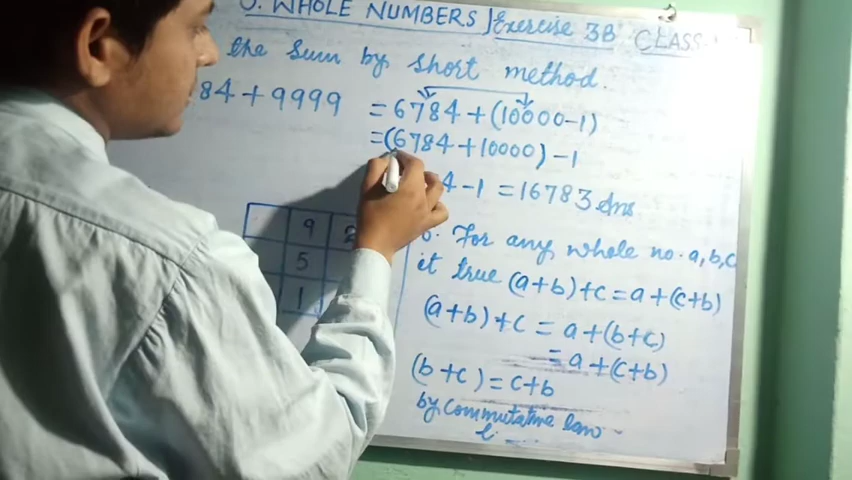 3. WHOLE NUMBERS | Exercise 3B CLASS
the sum by short method.
84 + 9999 = 6784 + (10000-1)
= (6784 + 10000) - 1
4 - 1 = 16783 Ans
9 2
5
1
6. For any whole no. a, b, c
it true (a+b)+c = a+(c+b)
(a+b)+c = a+(b+c)
= a+(c+b)
(b+c) = c+b
by commutative law